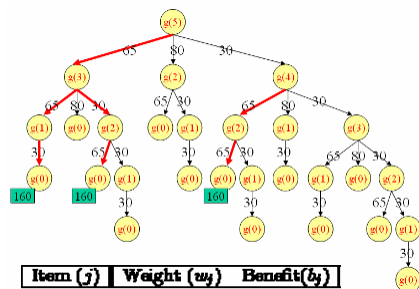 g(5)
65 80 30
g(3) g(2) g(4)
65 80 30 65 30 65 80 30
g(1) g(0) g(2) g(0) g(1) g(2) g(1) g(3)
30 65 30 30 65 30 30 65 80 30
g(0) g(0) g(1) g(0) g(0) g(1) g(0) g(1) g(0) g(2)
160 160 160
30 30 30 65 30
g(0) g(0) g(0) g(0) g(1)
30
Item (j) Weight (wj) Benefit(bj)
g(0)